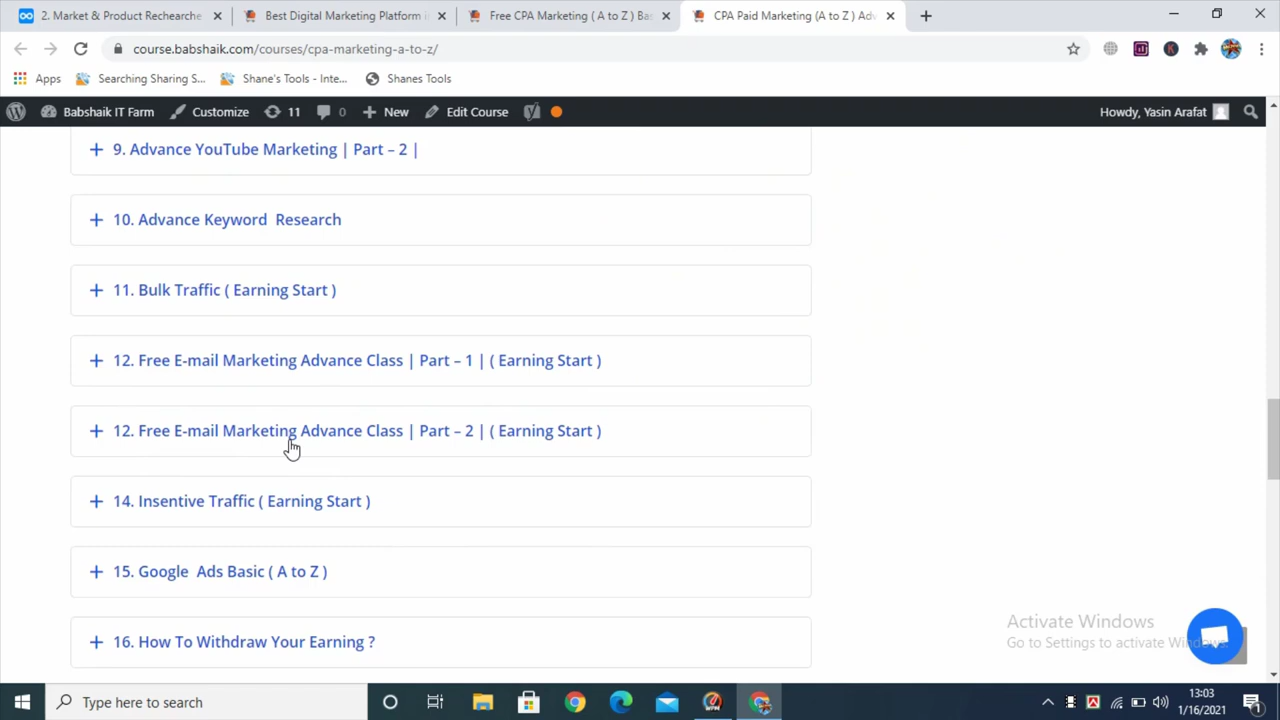 2. Market & Product Recherche
Best Digital Marketing Platform i
Free CPA Marketing ( A to Z ) Bas
CPA Paid Marketing (A to Z ) Adv
course.babshaik.com/courses/cpa-marketing-a-to-z/
Apps
Searching Sharing S...
Shane's Tools - Inte...
Shanes Tools
Babshaik IT Farm
Customize
11
0
New
Edit Course
Howdy, Yasin Arafat
+ 9. Advance YouTube Marketing | Part – 2 |
+ 10. Advance Keyword Research
+ 11. Bulk Traffic ( Earning Start )
+ 12. Free E-mail Marketing Advance Class | Part – 1 | ( Earning Start )
+ 12. Free E-mail Marketing Advance Class | Part – 2 | ( Earning Start )
+ 14. Insentive Traffic ( Earning Start )
+ 15. Google Ads Basic ( A to Z )
+ 16. How To Withdraw Your Earning ?
Activate Windows
Go to Settings to activate Windows.
Type here to search
13:03
1/16/2021
1